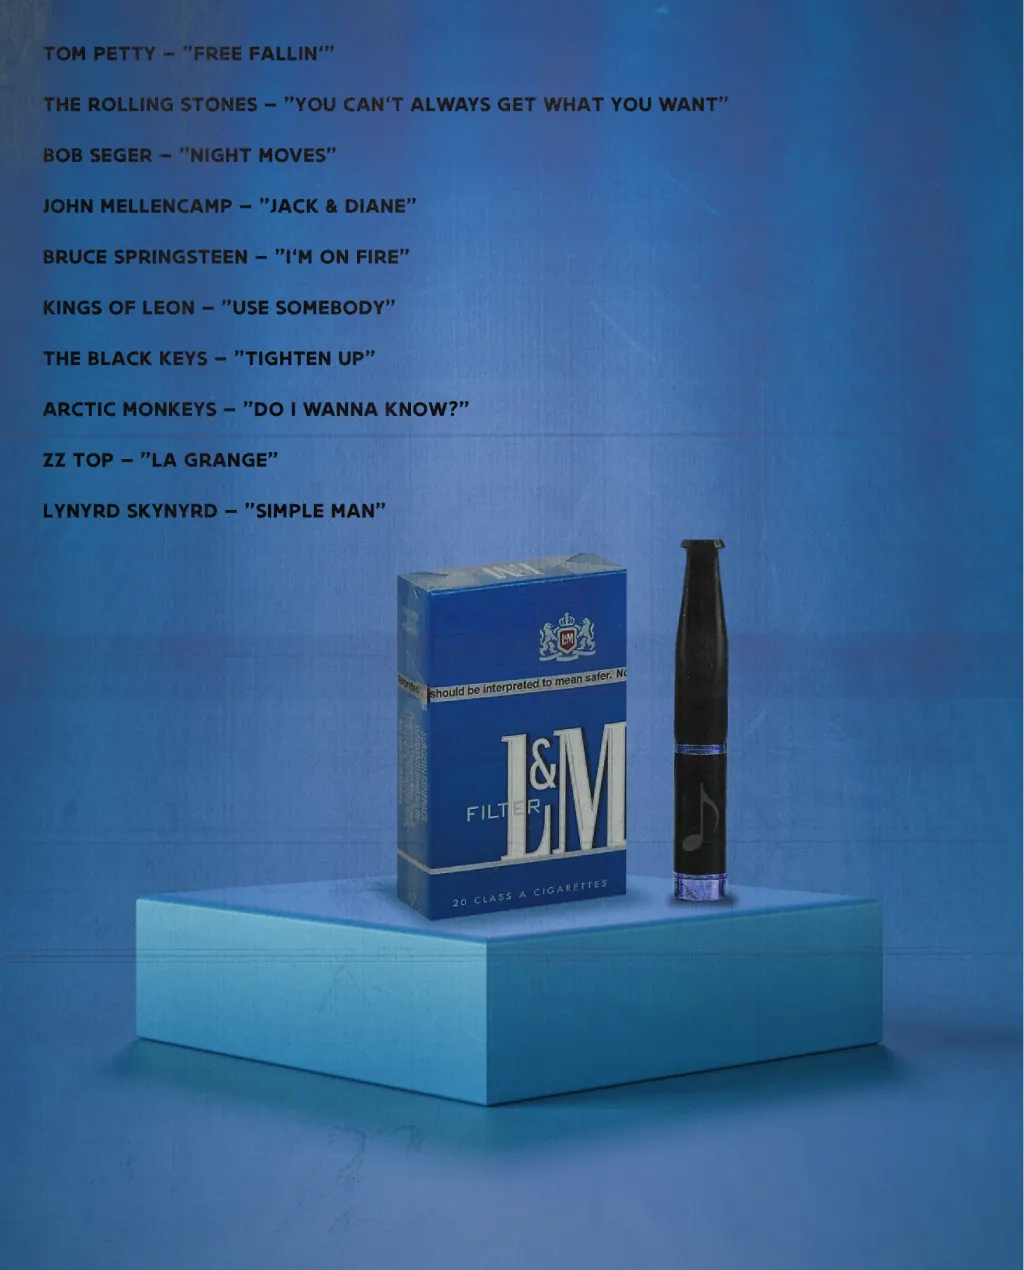 TOM PETTY – ”FREE FALLIN‘”
THE ROLLING STONES – ”YOU CAN‘T ALWAYS GET WHAT YOU WANT”
BOB SEGER – ”NIGHT MOVES”
JOHN MELLENCAMP – ”JACK & DIANE”
BRUCE SPRINGSTEEN – ”I‘M ON FIRE”
KINGS OF LEON – ”USE SOMEBODY”
THE BLACK KEYS – ”TIGHTEN UP”
ARCTIC MONKEYS – ”DO I WANNA KNOW?”
ZZ TOP – ”LA GRANGE”
LYNYRD SKYNYRD – ”SIMPLE MAN”
L&M
L&M
should be interpreted to mean safer.
L&M
FILTER
20 CLASS A CIGARETTES